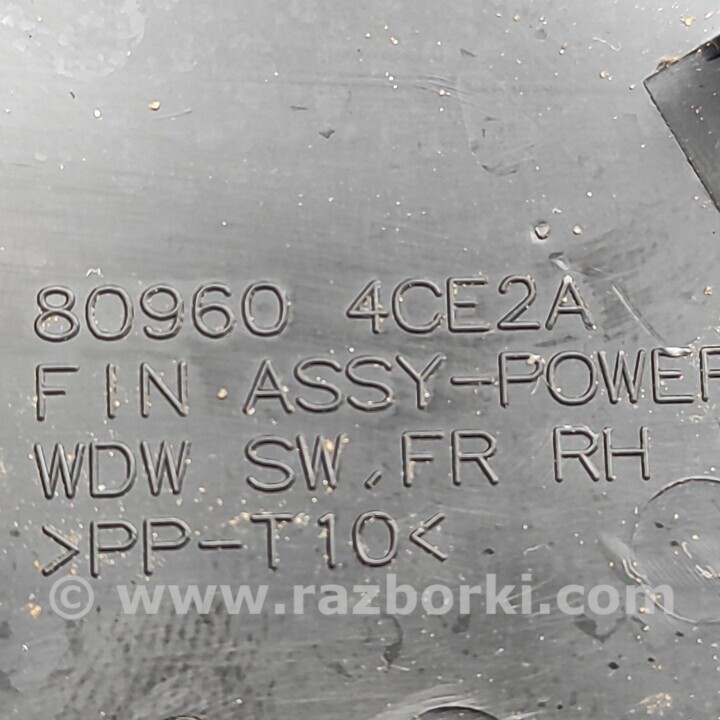 80960 4CE2A
FIN ASSY-POWER
WDW SW, FR RH
>PP-T10<
© www.razborki.com